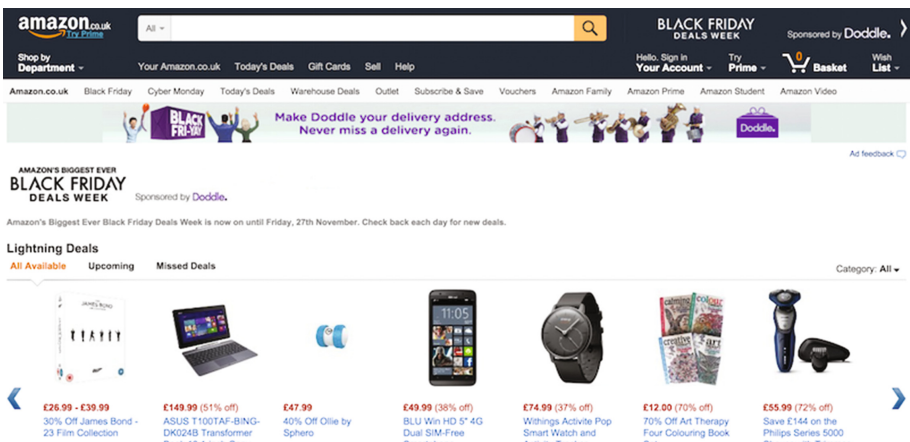 amazon.co.uk
Try Prime
All
BLACK FRIDAY
DEALS WEEK
Sponsored by Doddle.
Shop by
Department
Your Amazon.co.uk Today's Deals Gift Cards Sell Help
Hello. Sign in
Your Account
Try
Prime
0
Basket
Wish
List
Amazon.co.uk Black Friday Cyber Monday Today's Deals Warehouse Deals Outlet Subscribe & Save Vouchers Amazon Family Amazon Prime Amazon Student Amazon Video
BLACK
FRI-YAY
Make Doddle your delivery address.
Never miss a delivery again.
Doddle.
Ad feedback
AMAZON'S BIGGEST EVER
BLACK FRIDAY
DEALS WEEK
Sponsored by Doddle.
Amazon's Biggest Ever Black Friday Deals Week is now on until Friday, 27th November. Check back each day for new deals.
Lightning Deals
All Available Upcoming Missed Deals
Category: All
JAMES BOND
11:05
calming
colour
creative
art
£26.99 - £39.99
30% Off James Bond -
23 Film Collection
£149.99 (51% off)
ASUS T100TAF-BING-
DK024B Transformer
£47.99
40% Off Ollie by
Sphero
£49.99 (38% off)
BLU Win HD 5" 4G
Dual SIM-Free
£74.99 (37% off)
Withings Activite Pop
Smart Watch and
£12.00 (70% off)
70% Off Art Therapy
Four Colouring Book
£55.99 (72% off)
Save £144 on the
Philips Series 5000